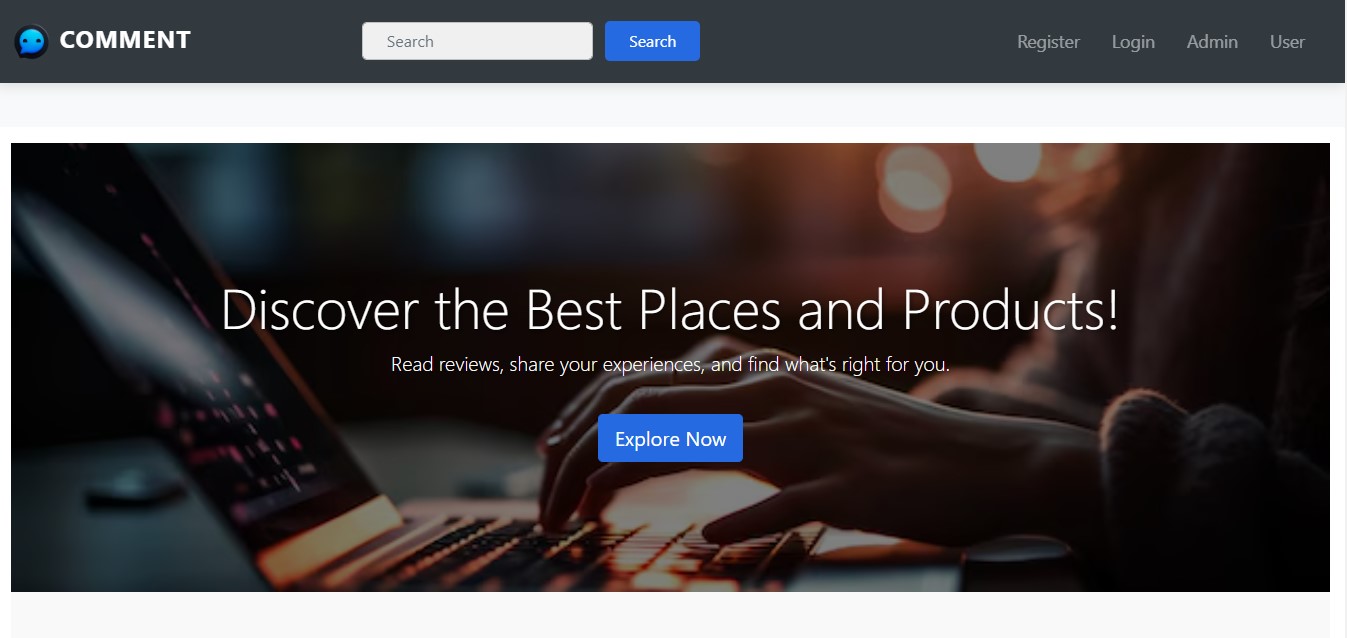 COMMENT
Search
Search
Register
Login
Admin
User
Discover the Best Places and Products!
Read reviews, share your experiences, and find what's right for you.
Explore Now